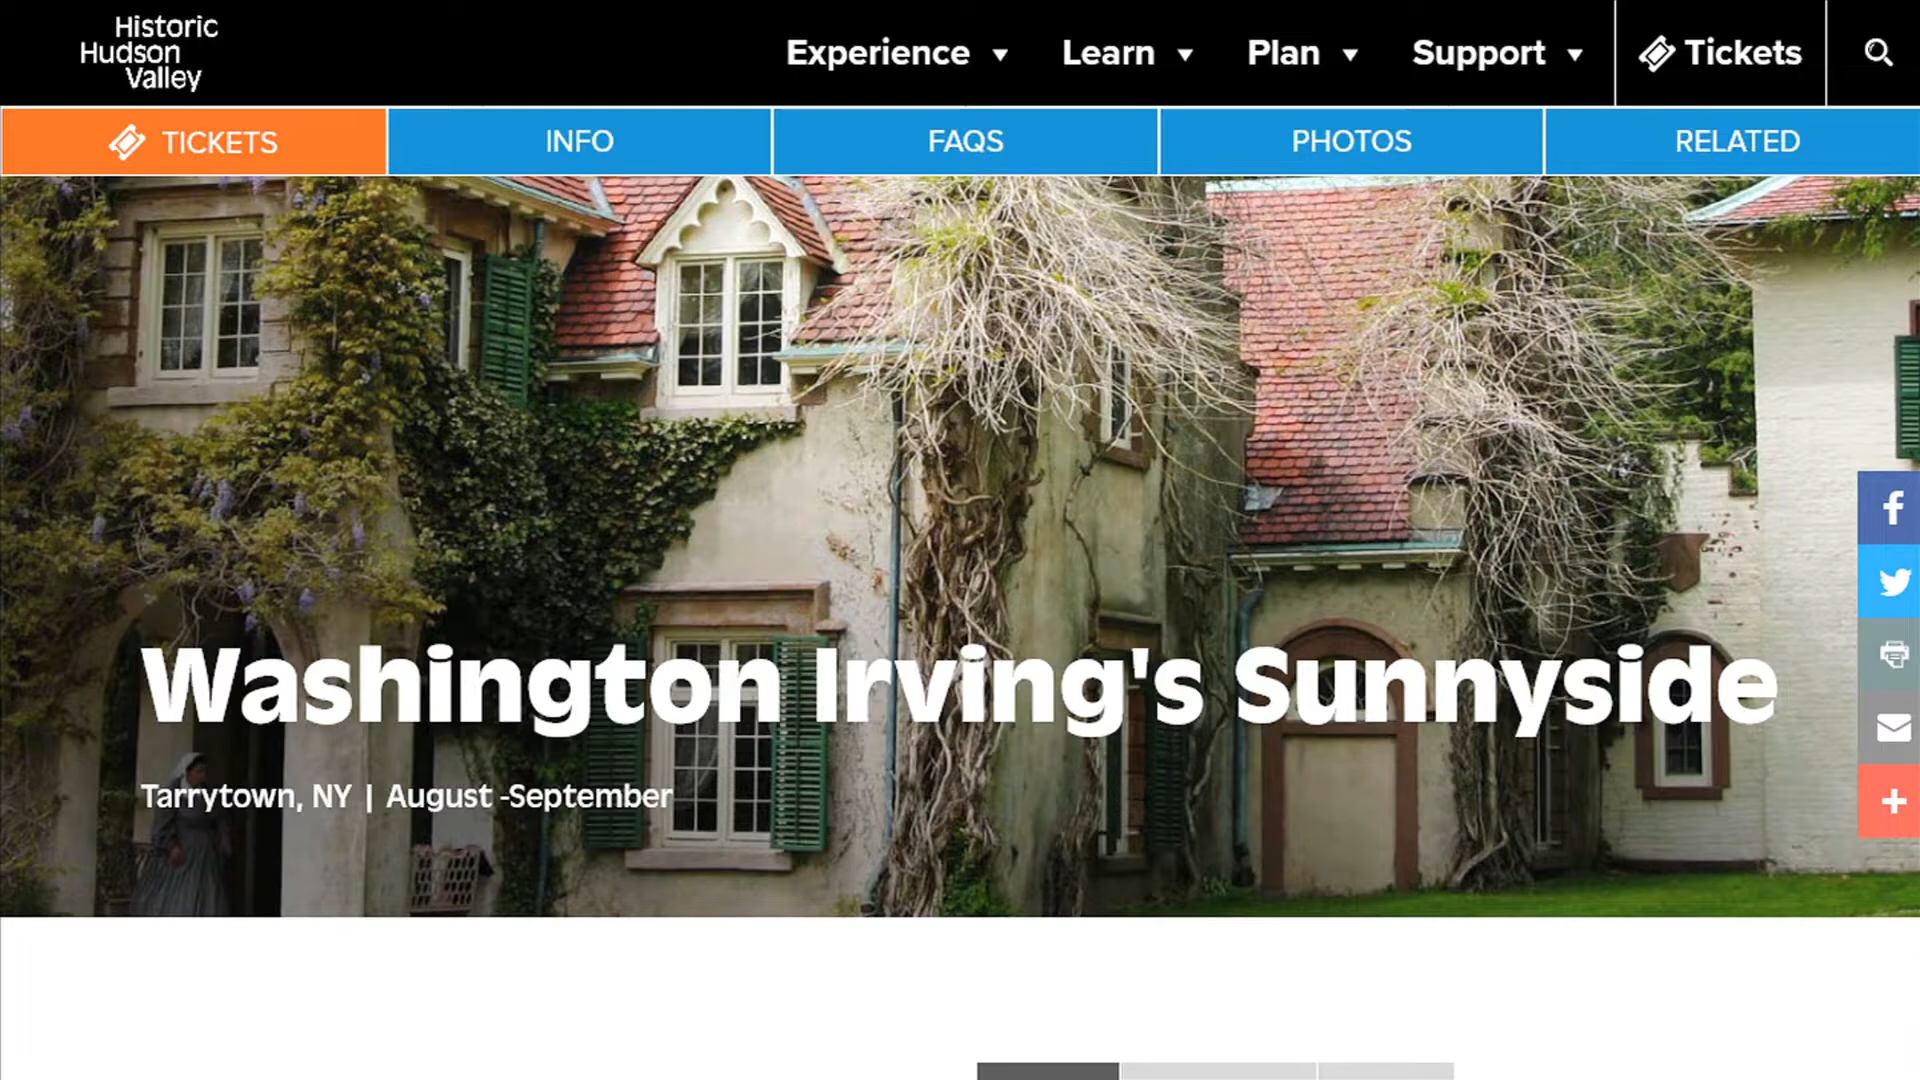 Historic
Hudson
Valley
Experience
Learn
Plan
Support
Tickets
TICKETS
INFO
FAQS
PHOTOS
RELATED
Washington Irving's Sunnyside
Tarrytown, NY | August -September